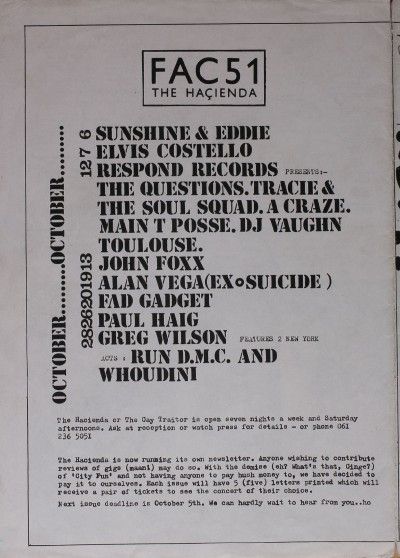 FAC51
THE HAÇIENDA
OCTOBER..........OCTOBER..........
6 SUNSHINE & EDDIE
7 ELVIS COSTELLO
12 RESPOND RECORDS PRESENTS:-
THE QUESTIONS.TRACIE &
THE SOUL SQUAD. A CRAZE.
MAIN T POSSE. DJ VAUGHN
TOULOUSE.
13 JOHN FOXX
19 ALAN VEGA(EX•SUICIDE )
20 FAD GADGET
26 PAUL HAIG
28 GREG WILSON FEATURES 2 NEW YORK
ACTS : RUN D.M.C. AND
WHOUDINI
The Hacienda or The Gay Traitor is open seven nights a week and Saturday
afternoons. Ask at reception or watch press for details - or phone 061
236 5051
The Hacienda is now running its own newsletter. Anyone wishing to contribute
reviews of gigs (maant) may do so. With the demise (eh? What's that, Ginge?)
of 'City Fun' and not having anyone to pay hush money to, we have decided to
pay it to ourselves. Each issue will have 5 (five) letters printed which will
receive a pair of tickets to see the concert of their choice.
Next issue deadline is October 5th. We can hardly wait to hear from you..ho